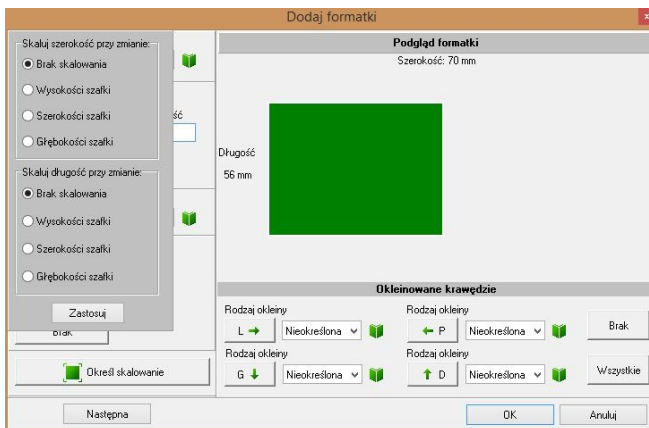 Dodaj formatki
x
Skaluj szerokość przy zmianie:
Brak skalowania
Wysokości szafki
Szerokości szafki
Głębokości szafki
Skaluj długość przy zmianie:
Brak skalowania
Wysokości szafki
Szerokości szafki
Głębokości szafki
Zastosuj
ść
Brak
Określ skalowanie
Następna
Podgląd formatki
Szerokość: 70 mm
Długość
56 mm
Okleinowane krawędzie
Rodzaj okleiny Rodzaj okleiny
L Nieokreślona P Nieokreślona Brak
Rodzaj okleiny Rodzaj okleiny
G Nieokreślona D Nieokreślona Wszystkie
OK Anuluj